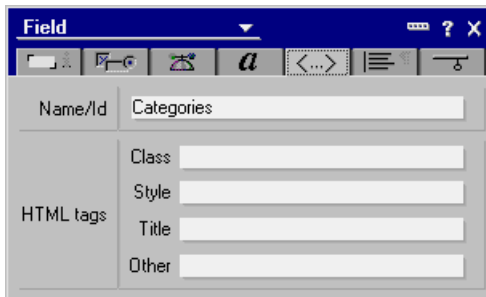 Field ? X
a <...>
Name/Id Categories
Class
Style
HTML tags
Title
Other